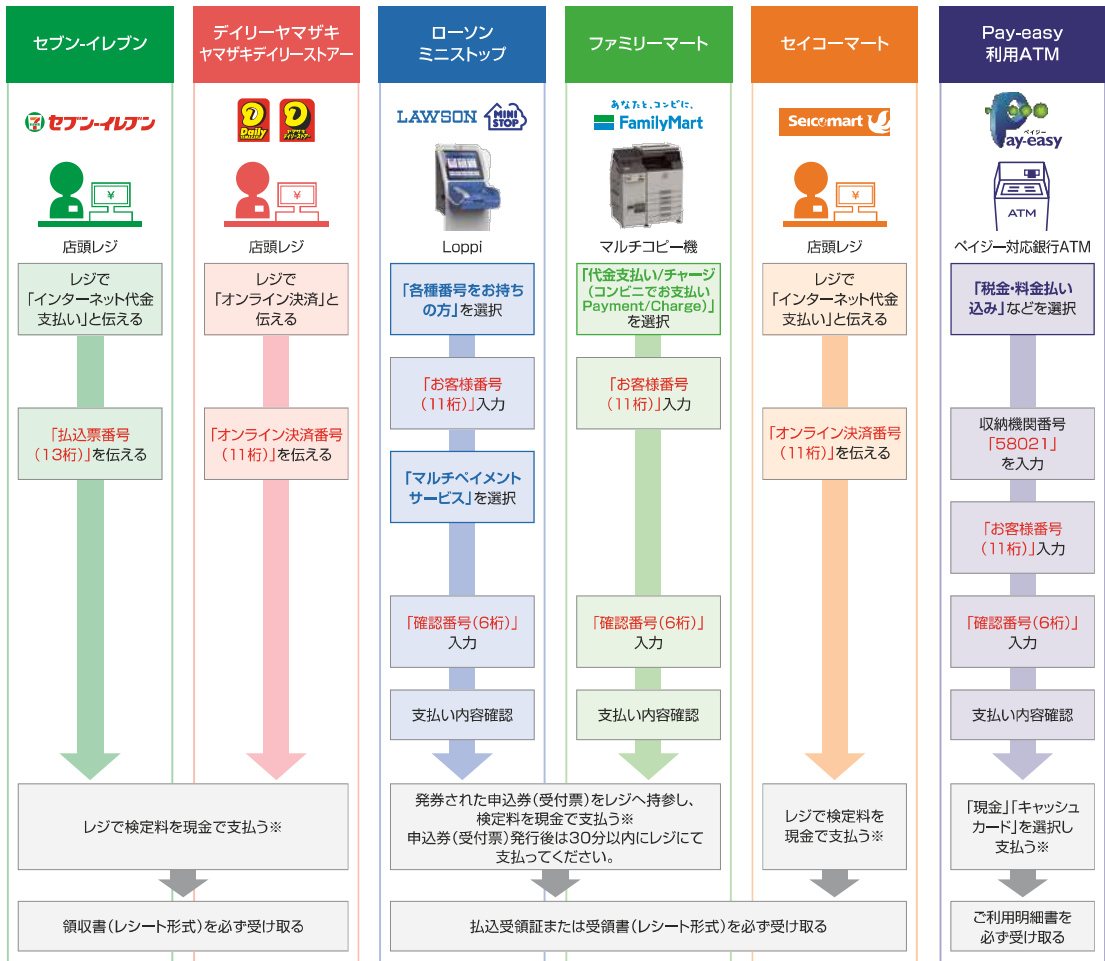 セブン-イレブン
デイリーヤマザキ
ヤマザキデイリーストアー
ローソン
ミニストップ
ファミリーマート
セイコーマート
Pay-easy
利用ATM
セブン-イレブン
Daily
ヤマザキ
デイリーストアー
LAWSON
MINI
STOP
あなたと、コンビに、
FamilyMart
Seicomart
ペイジー
Pay-easy
¥
¥
¥
ATM
店頭レジ
店頭レジ
Loppi
マルチコピー機
店頭レジ
ペイジー対応銀行ATM
レジで
「インターネット代金
支払い」と伝える
レジで
「オンライン決済」と
伝える
「各種番号をお持ち
の方」を選択
「代金支払い/チャージ
(コンビニでお支払い
Payment/Charge)」
を選択
レジで
「インターネット代金
支払い」と伝える
「税金・料金払い
込み」などを選択
「お客様番号
(11桁)」入力
「お客様番号
(11桁)」入力
「払込票番号
(13桁)」を伝える
「オンライン決済番号
(11桁)」を伝える
「マルチペイメント
サービス」を選択
「オンライン決済番号
(11桁)」を伝える
収納機関番号
「58021」
を入力
「お客様番号
(11桁)」入力
「確認番号(6桁)」
入力
「確認番号(6桁)」
入力
「確認番号(6桁)」
入力
支払い内容確認
支払い内容確認
支払い内容確認
レジで検定料を現金で支払う※
発券された申込券(受付票)をレジへ持参し、
検定料を現金で支払う※
申込券(受付票)発行後は30分以内にレジにて
支払ってください。
レジで検定料を
現金で支払う※
「現金」「キャッシュ
カード」を選択し
支払う※
領収書(レシート形式)を必ず受け取る
払込受領証または受領書(レシート形式)を必ず受け取る
ご利用明細書を
必ず受け取る